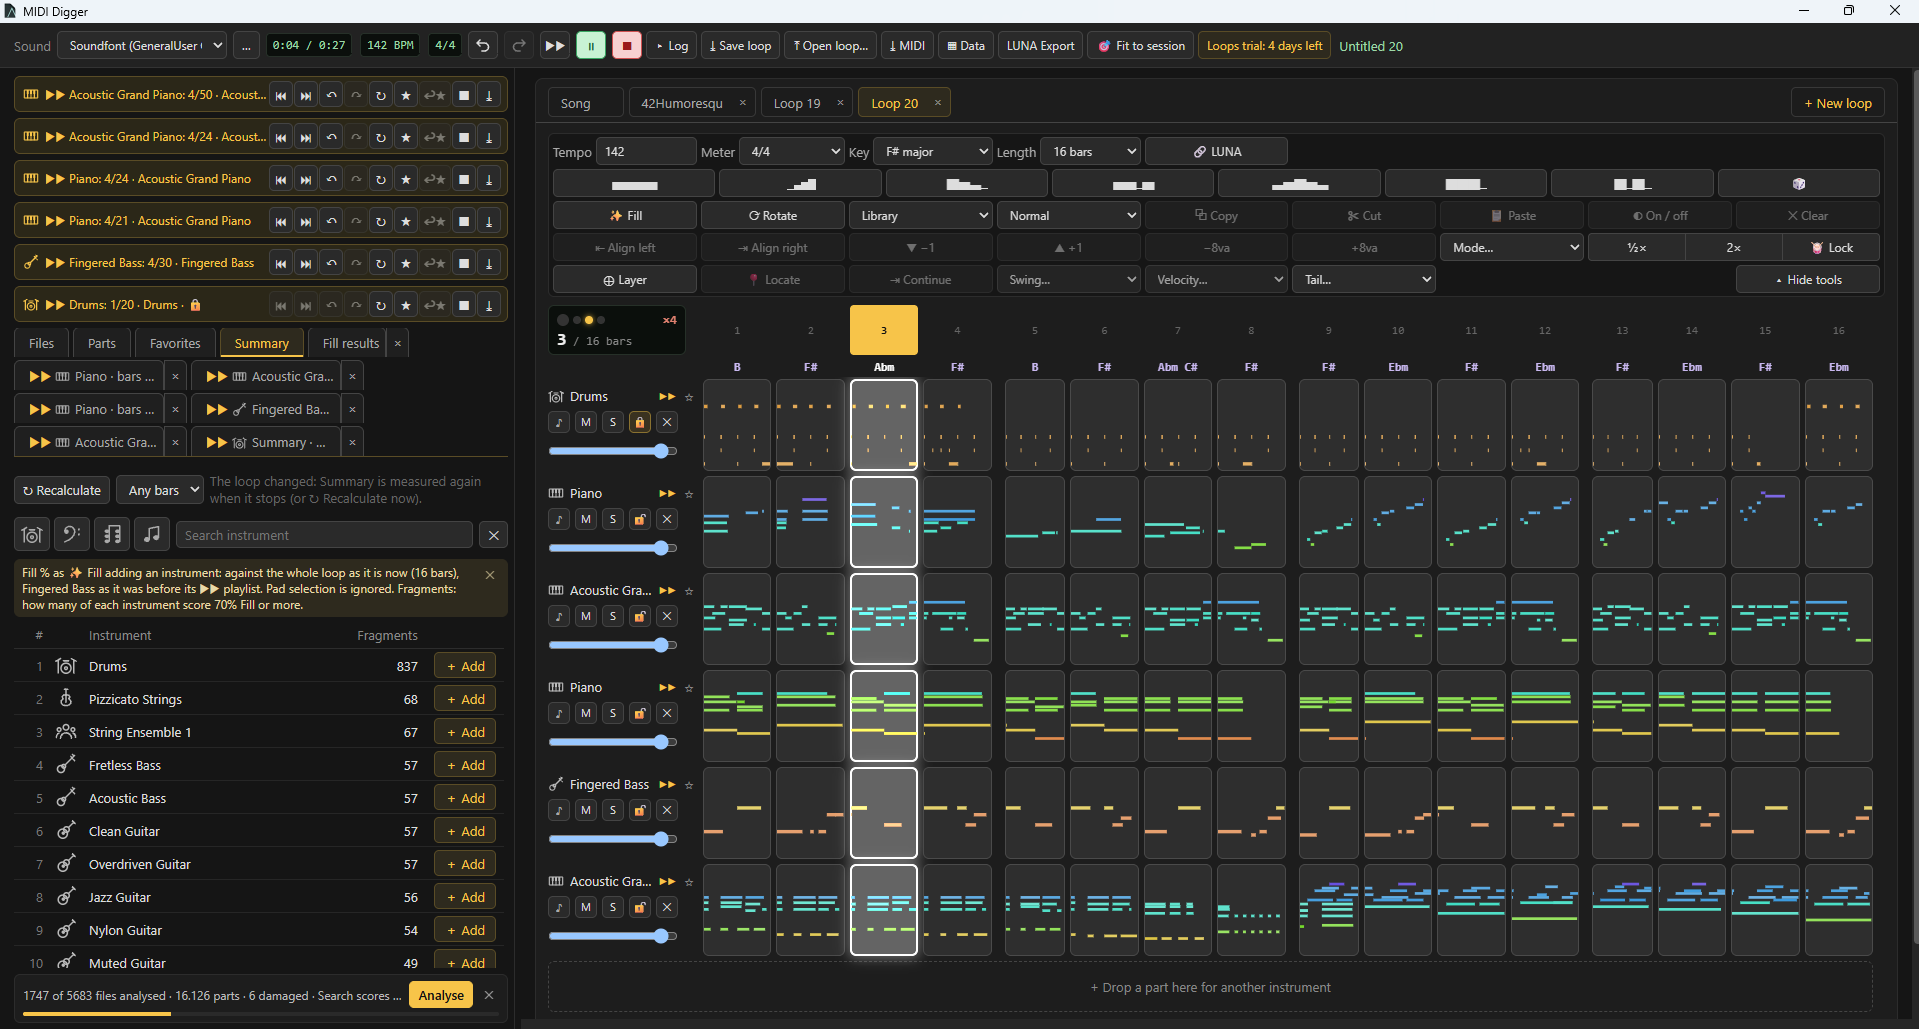 MIDI Digger
Sound Soundfont (GeneralUser ... 0:04 / 0:27 142 BPM 4/4 Log Save loop Open loop... MIDI Data LUNA Export Fit to session Loops trial: 4 days left Untitled 20
Acoustic Grand Piano: 4/50 · Acoust...
Acoustic Grand Piano: 4/24 · Acoust...
Piano: 4/24 · Acoustic Grand Piano
Piano: 4/21 · Acoustic Grand Piano
Fingered Bass: 4/30 · Fingered Bass
Drums: 1/20 · Drums ·
Files Parts Favorites Summary Fill results ×
Piano · bars ... × Acoustic Gra... ×
Piano · bars ... × Fingered Ba... ×
Acoustic Gra... × Summary · ... ×
↻ Recalculate Any bars The loop changed: Summary is measured again
when it stops (or ↻ Recalculate now).
Search instrument
Fill % as ✨ Fill adding an instrument: against the whole loop as it is now (16 bars),
Fingered Bass as it was before its ▶▶ playlist. Pad selection is ignored. Fragments:
how many of each instrument score 70% Fill or more.
# Instrument Fragments
1 Drums 837 + Add
2 Pizzicato Strings 68 + Add
3 String Ensemble 1 67 + Add
4 Fretless Bass 57 + Add
5 Acoustic Bass 57 + Add
6 Clean Guitar 57 + Add
7 Overdriven Guitar 57 + Add
8 Jazz Guitar 56 + Add
9 Nylon Guitar 54 + Add
10 Muted Guitar 49 + Add
1747 of 5683 files analysed · 16.126 parts · 6 damaged · Search scores ... Analyse ×
Song 42Humoresqu × Loop 19 × Loop 20 × + New loop
Tempo 142 Meter 4/4 Key F# major Length 16 bars LUNA
Fill Rotate Library Normal Copy Cut Paste On / off Clear
Align left Align right ▼ −1 ▲ +1 −8va +8va Mode... ½× 2× Lock
Layer Locate Continue Swing... Velocity... Tail... Hide tools
x4
3 / 16 bars
1 2 3 4 5 6 7 8 9 10 11 12 13 14 15 16
B F# Abm F# B F# Abm C# F# F# Ebm F# Ebm F# Ebm F# Ebm
Drums
M S
Piano
M S
Acoustic Gra...
M S
Piano
M S
Fingered Bass
M S
Acoustic Gra...
M S
+ Drop a part here for another instrument